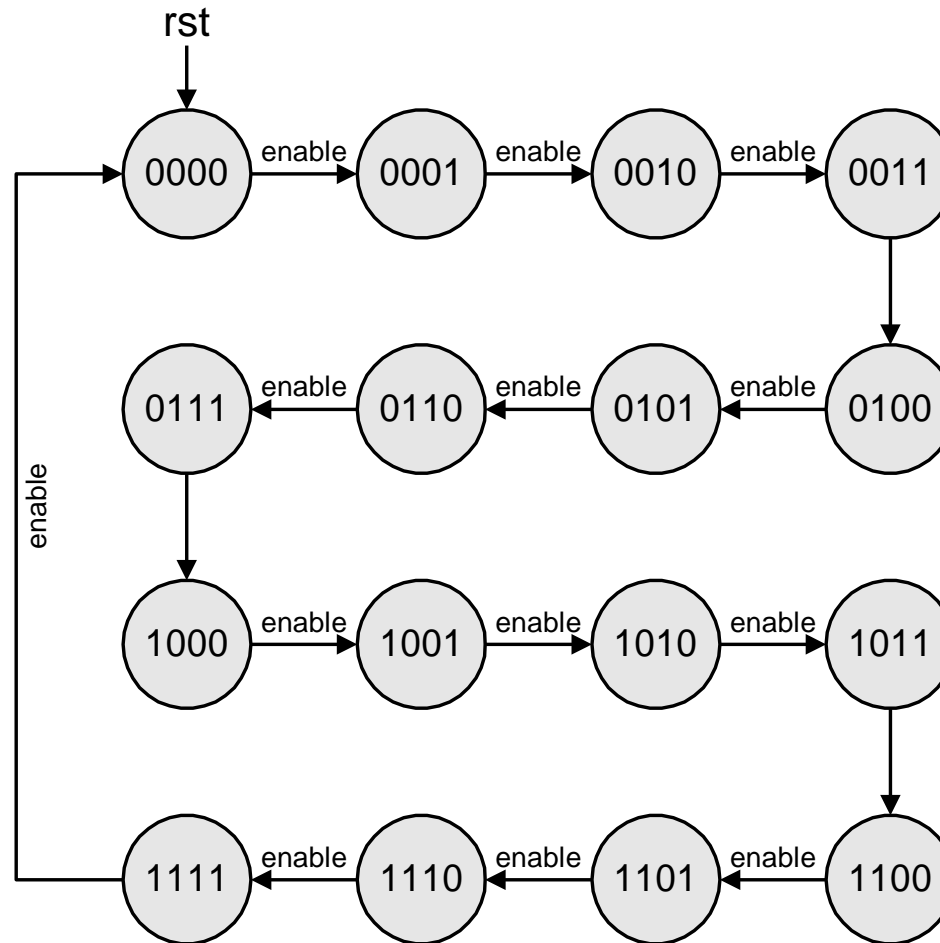 rst
enable enable enable
0000 0001 0010 0011
enable enable enable
0111 0110 0101 0100
enable
enable enable enable
1000 1001 1010 1011
enable enable enable
1111 1110 1101 1100